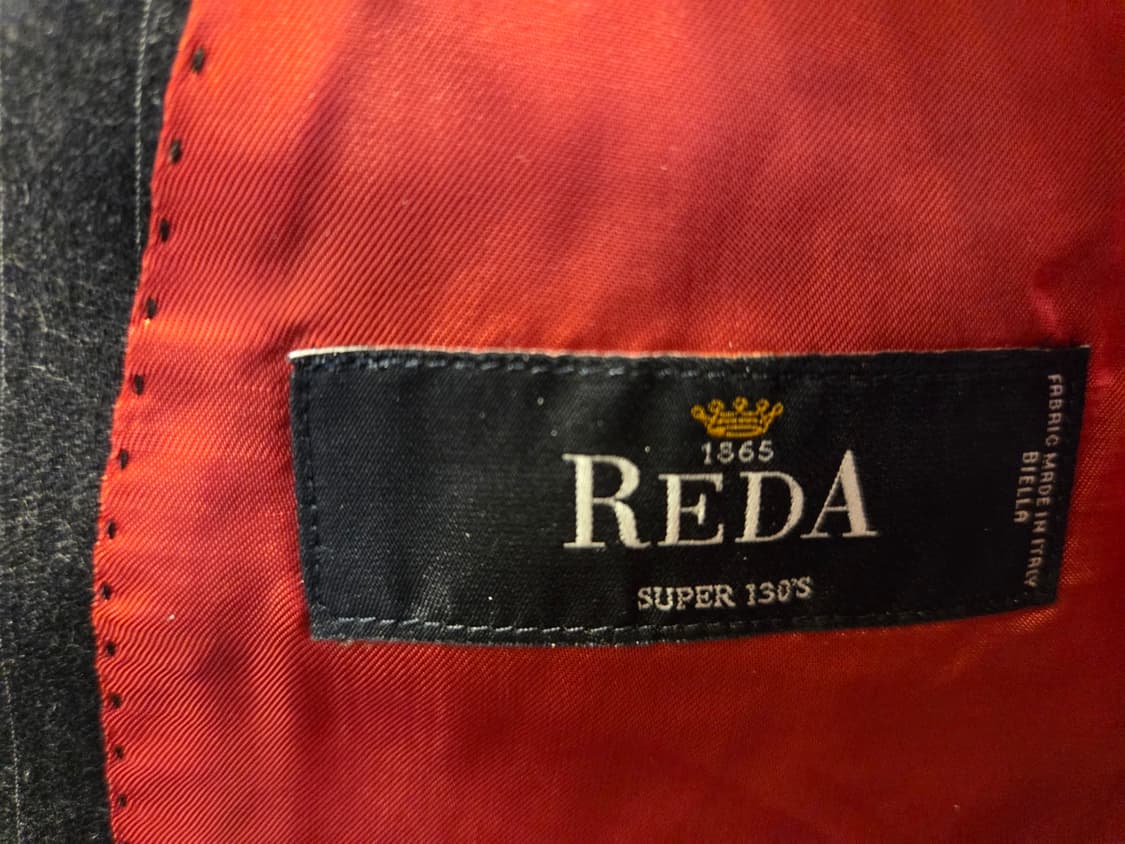 1865
REDA
SUPER 130'S
FABRIC MADE IN ITALY
BIELLA